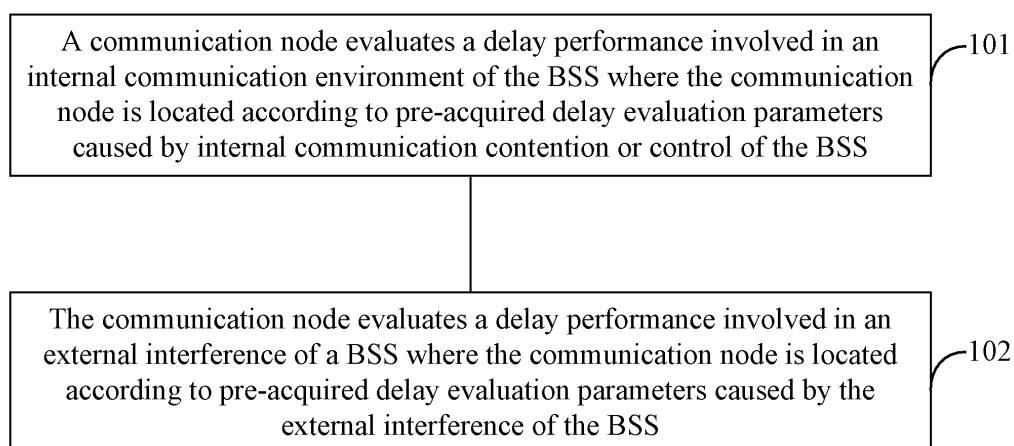 A communication node evaluates a delay performance involved in an
internal communication environment of the BSS where the communication
node is located according to pre-acquired delay evaluation parameters
caused by internal communication contention or control of the BSS
101
The communication node evaluates a delay performance involved in an
external interference of a BSS where the communication node is located
according to pre-acquired delay evaluation parameters caused by the
external interference of the BSS
102